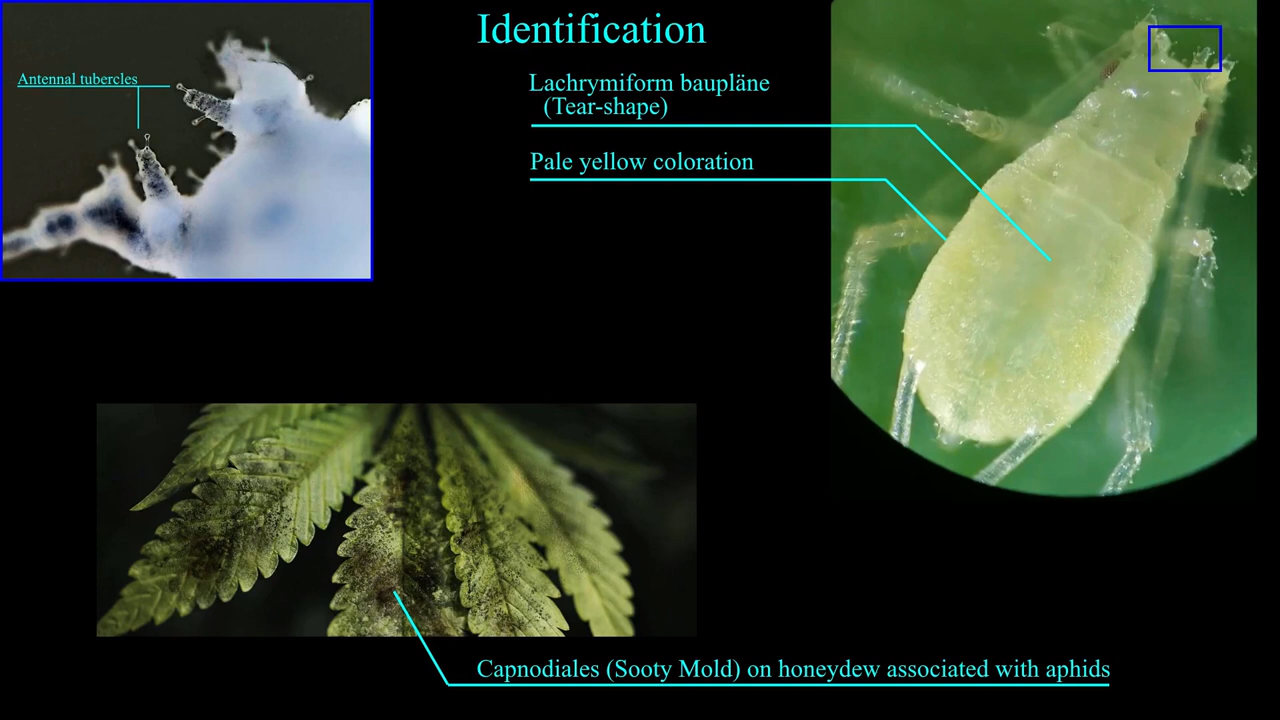 Identification
Antennal tubercles
Lachrymiform baupläne
(Tear-shape)
Pale yellow coloration
Capnodiales (Sooty Mold) on honeydew associated with aphids